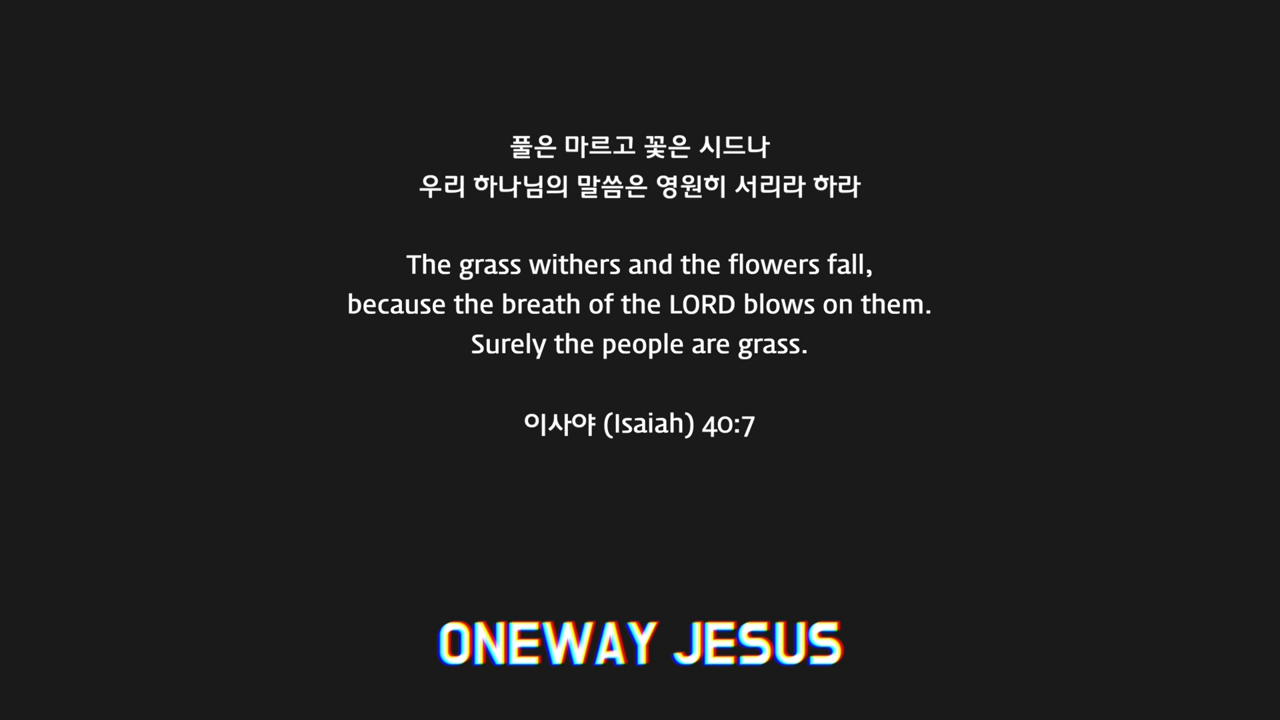 풀은 마르고 꽃은 시드나
우리 하나님의 말씀은 영원히 서리라 하라
The grass withers and the flowers fall,
because the breath of the LORD blows on them.
Surely the people are grass.
이사야 (Isaiah) 40:7
ONEWAY JESUS